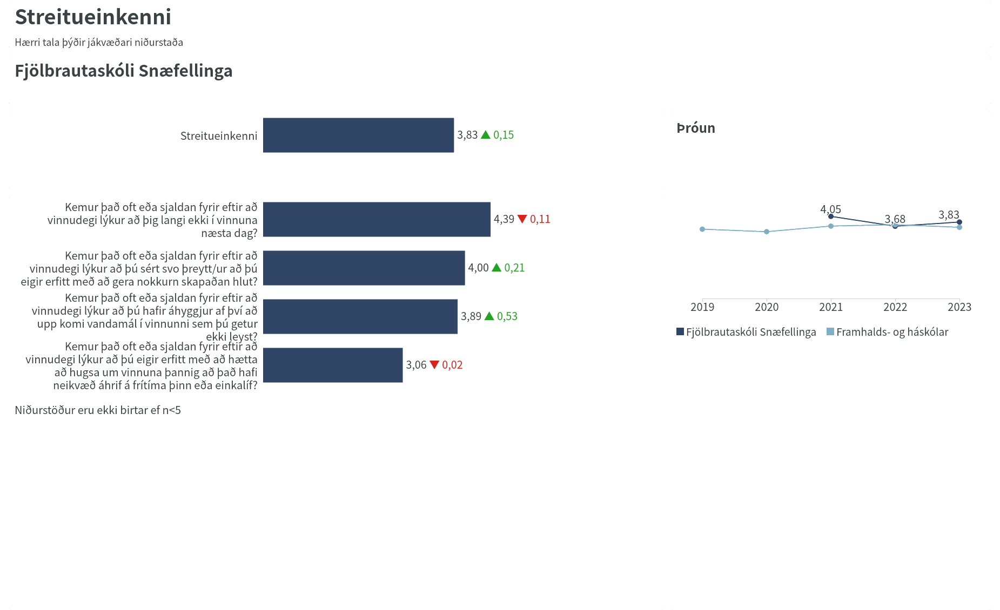 Streitueinkenni
Hærri tala þýðir jákvæðari niðurstaða
Fjölbrautaskóli Snæfellinga
Streitueinkenni
3,83 ▲ 0,15
Kemur það oft eða sjaldan fyrir eftir að
vinnudegi lýkur að þig langi ekki í vinnuna
næsta dag?
4,39 ▼ 0,11
Kemur það oft eða sjaldan fyrir eftir að
vinnudegi lýkur að þú sért svo þreytt/ur að þú
eigir erfitt með að gera nokkurn skapaðan hlut?
4,00 ▲ 0,21
Kemur það oft eða sjaldan fyrir eftir að
vinnudegi lýkur að þú hafir áhyggjur af því að
upp komi vandamál í vinnunni sem þú getur
ekki leyst?
3,89 ▲ 0,53
Kemur það oft eða sjaldan fyrir eftir að
vinnudegi lýkur að þú eigir erfitt með að hætta
að hugsa um vinnuna þannig að það hafi
neikvæð áhrif á frítíma þinn eða einkalíf?
3,06 ▼ 0,02
Niðurstöður eru ekki birtar ef n<5
Þróun
4,05
3,68
3,83
2019 2020 2021 2022 2023
Fjölbrautaskóli Snæfellinga Framhalds- og háskólar